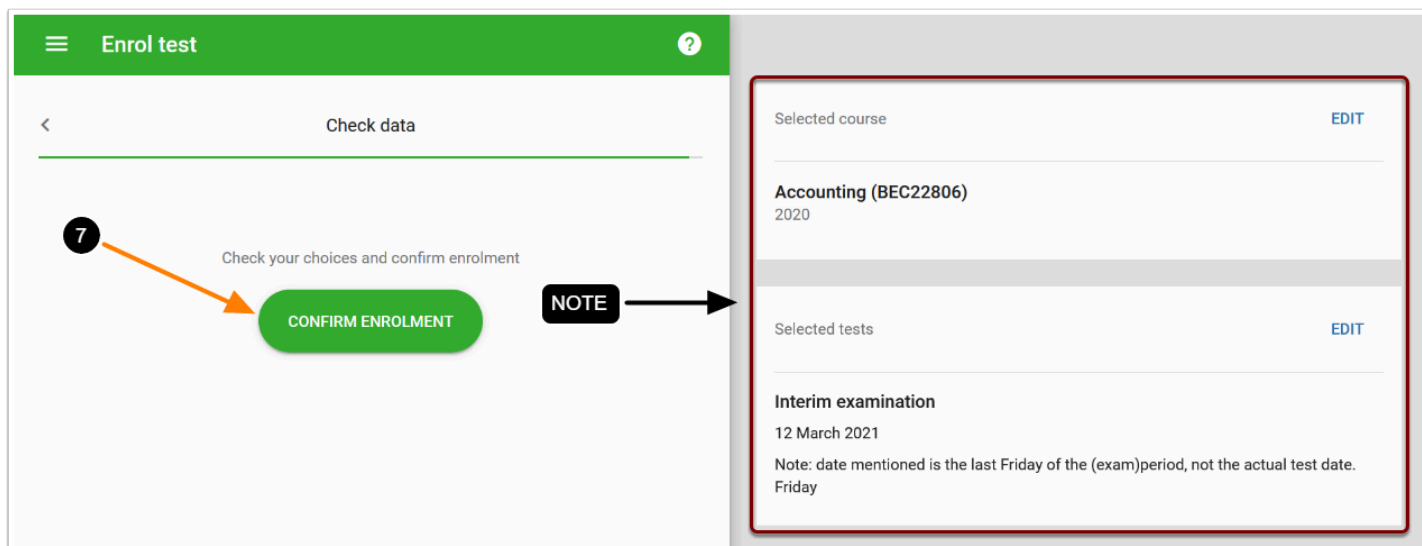 Enrol test
?
Check data
7
Check your choices and confirm enrolment
CONFIRM ENROLMENT
NOTE
Selected course
EDIT
Accounting (BEC22806)
2020
Selected tests
EDIT
Interim examination
12 March 2021
Note: date mentioned is the last Friday of the (exam)period, not the actual test date.
Friday